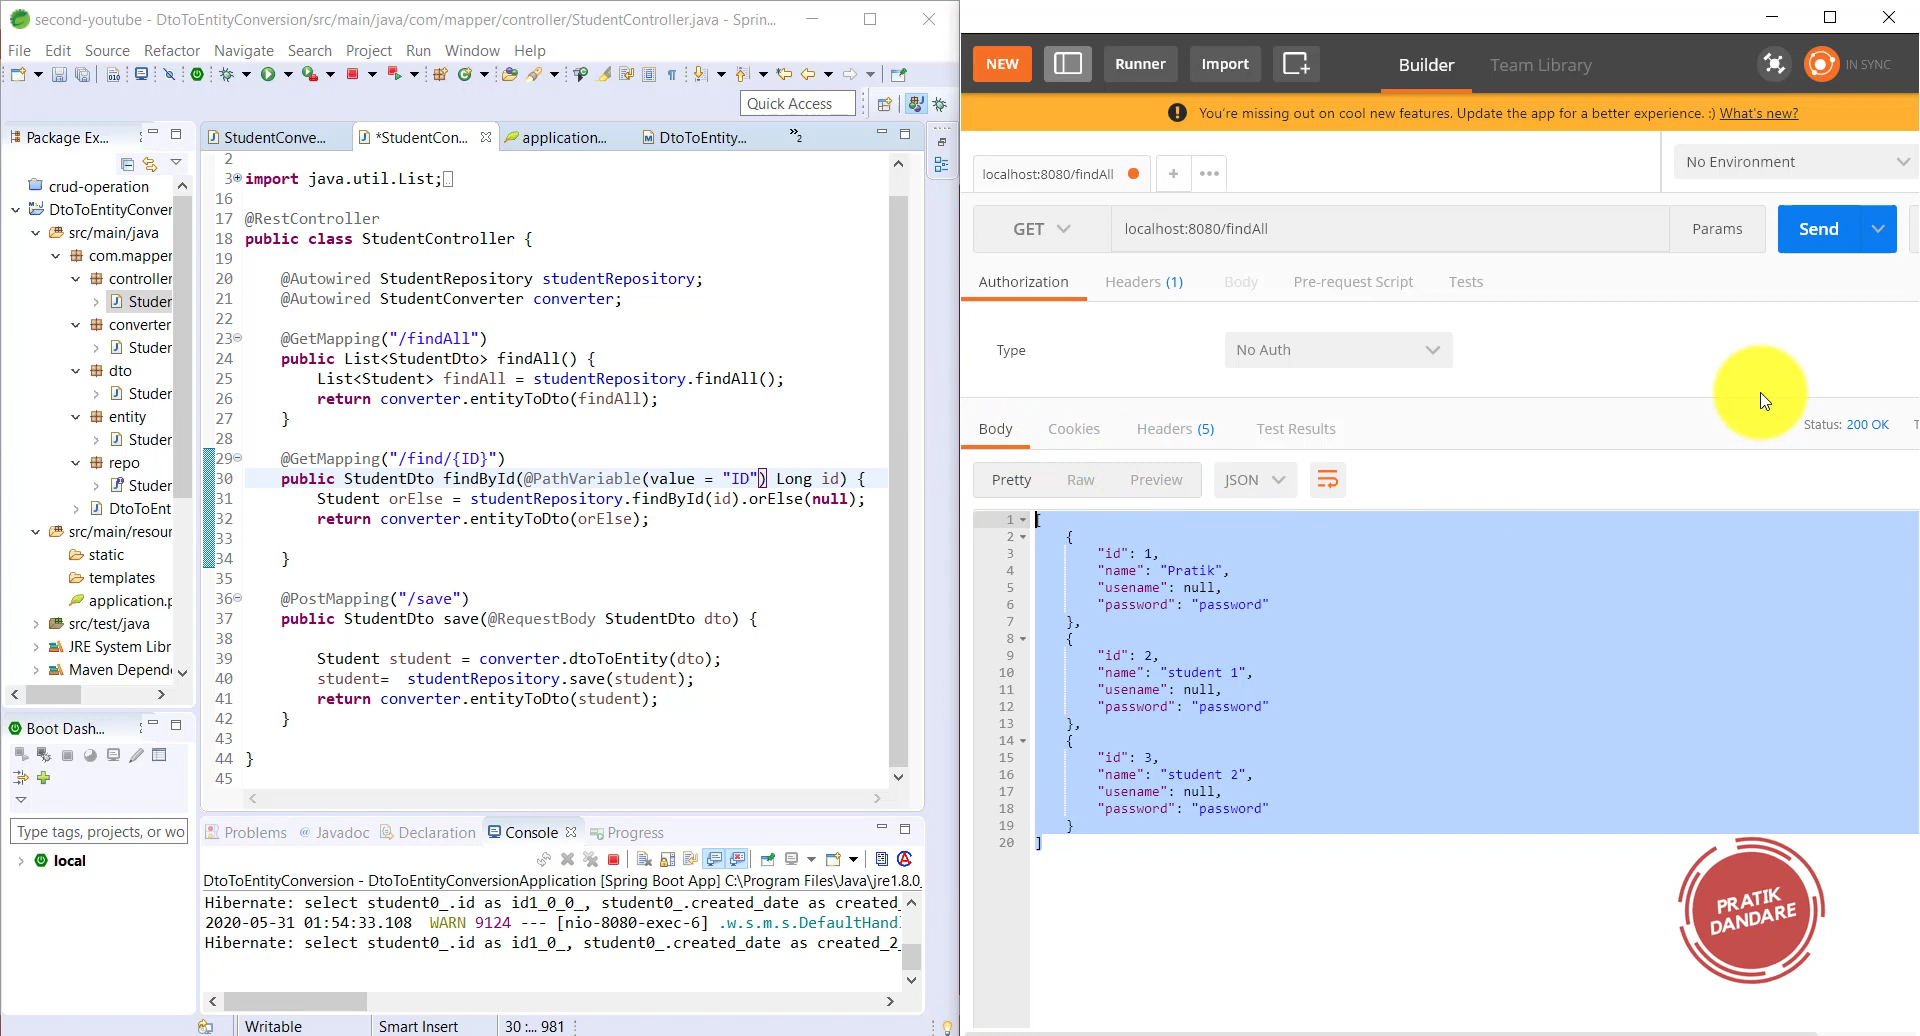 second-youtube - DtoToEntityConversion/src/main/java/com/mapper/controller/StudentController.java - Sprin...
File Edit Source Refactor Navigate Search Project Run Window Help
Quick Access
Package Ex...
crud-operation
DtoToEntityConver
src/main/java
com.mapper
controller
Studer
converter
Studer
dto
Studer
entity
Studer
repo
Studer
DtoToEnt
src/main/resour
static
templates
application.p
src/test/java
JRE System Libr
Maven Depende
Boot Dash...
Type tags, projects, or wo
local
StudentConve... *StudentCon... application... DtoToEntity... »2
2
3 import java.util.List;
16
17 @RestController
18 public class StudentController {
19
20 @Autowired StudentRepository studentRepository;
21 @Autowired StudentConverter converter;
22
23 @GetMapping("/findAll")
24 public List<StudentDto> findAll() {
25 List<Student> findAll = studentRepository.findAll();
26 return converter.entityToDto(findAll);
27 }
28
29 @GetMapping("/find/{ID}")
30 public StudentDto findById(@PathVariable(value = "ID") Long id) {
31 Student orElse = studentRepository.findById(id).orElse(null);
32 return converter.entityToDto(orElse);
33
34 }
35
36 @PostMapping("/save")
37 public StudentDto save(@RequestBody StudentDto dto) {
38
39 Student student = converter.dtoToEntity(dto);
40 student= studentRepository.save(student);
41 return converter.entityToDto(student);
42 }
43
44 }
45
Problems @ Javadoc Declaration Console Progress
DtoToEntityConversion - DtoToEntityConversionApplication [Spring Boot App] C:\Program Files\Java\jre1.8.0_
Hibernate: select student0_.id as id1_0_0_, student0_.created_date as created_
2020-05-31 01:54:33.108 WARN 9124 --- [nio-8080-exec-6] .w.s.m.s.DefaultHandl
Hibernate: select student0_.id as id1_0_, student0_.created_date as created_2_
Writable Smart Insert 30 :... 981
NEW Runner Import Builder Team Library IN SYNC
You're missing out on cool new features. Update the app for a better experience. :) What's new?
localhost:8080/findAll + ••• No Environment
GET localhost:8080/findAll Params Send
Authorization Headers (1) Body Pre-request Script Tests
Type No Auth
Body Cookies Headers (5) Test Results Status: 200 OK T
Pretty Raw Preview JSON
1 [
2 {
3 "id": 1,
4 "name": "Pratik",
5 "usename": null,
6 "password": "password"
7 },
8 {
9 "id": 2,
10 "name": "student 1",
11 "usename": null,
12 "password": "password"
13 },
14 {
15 "id": 3,
16 "name": "student 2",
17 "usename": null,
18 "password": "password"
19 }
20 ]
PRATIK
DANDARE